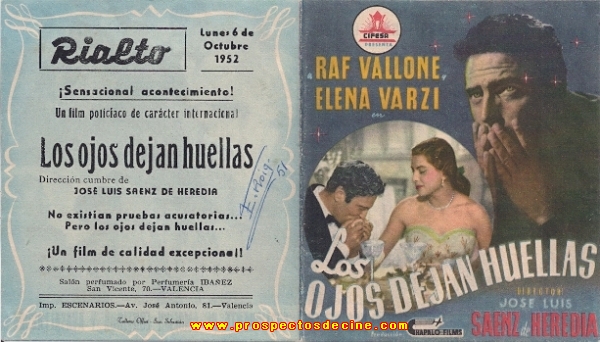 Rialto
Lunes 6 de
Octubre
1952
¡Sensacional acontecimiento!
Un film policíaco de carácter internacional
Los ojos dejan huellas
Dirección cumbre de
JOSE LUIS SAENZ DE HEREDIA
No existían pruebas acusatorias...
Pero los ojos dejan huellas...
¡Un film de calidad excepcional!
Salón perfumado por Perfumería IBAÑEZ
San Vicente, 70.—VALENCIA
Imp. ESCENARIOS.—Av. José Antonio, 81.—Valencia
CIFESA
PRESENTA
a RAF VALLONE
ELENA VARZI
en
Los
OJOS DEJAN HUELLAS
DIRECTOR
JOSE LUIS
SAENZ de HEREDIA
CHAPALO-FILMS
www.prospectosdecine.com